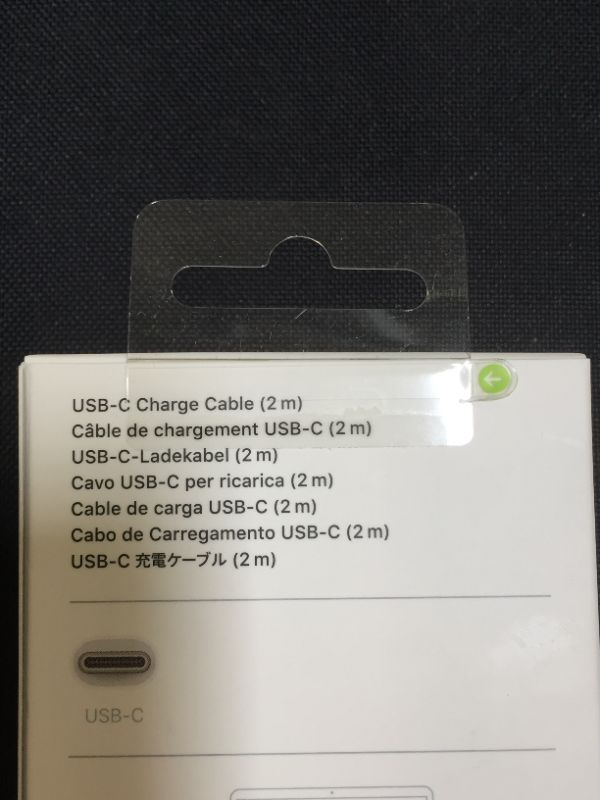 USB-C Charge Cable (2 m)
Câble de chargement USB-C (2 m)
USB-C-Ladekabel (2 m)
Cavo USB-C per ricarica (2 m)
Cable de carga USB-C (2 m)
Cabo de Carregamento USB-C (2 m)
USB-C 充電ケーブル (2 m)
USB-C